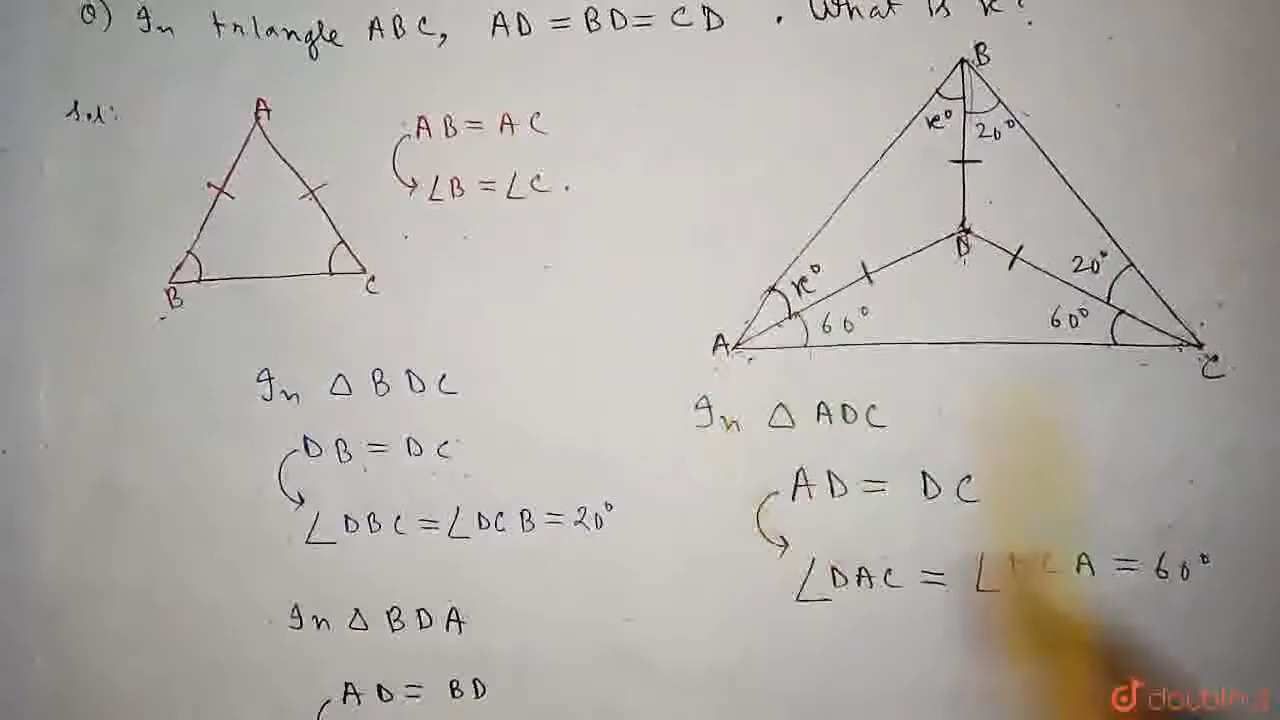 Q) In triangle ABC, AD = BD = CD. What is x?
Sol:
A
AB = AC
∠B = ∠C.
B
C
B
x° 20°
D
x° 20°
60° 60°
A
C
In △ BDC
DB = DC
∠DBC = ∠DCB = 20°
In △ BDA
AD = BD
In △ ADC
AD = DC
∠DAC = ∠ A = 60°
doubtnut